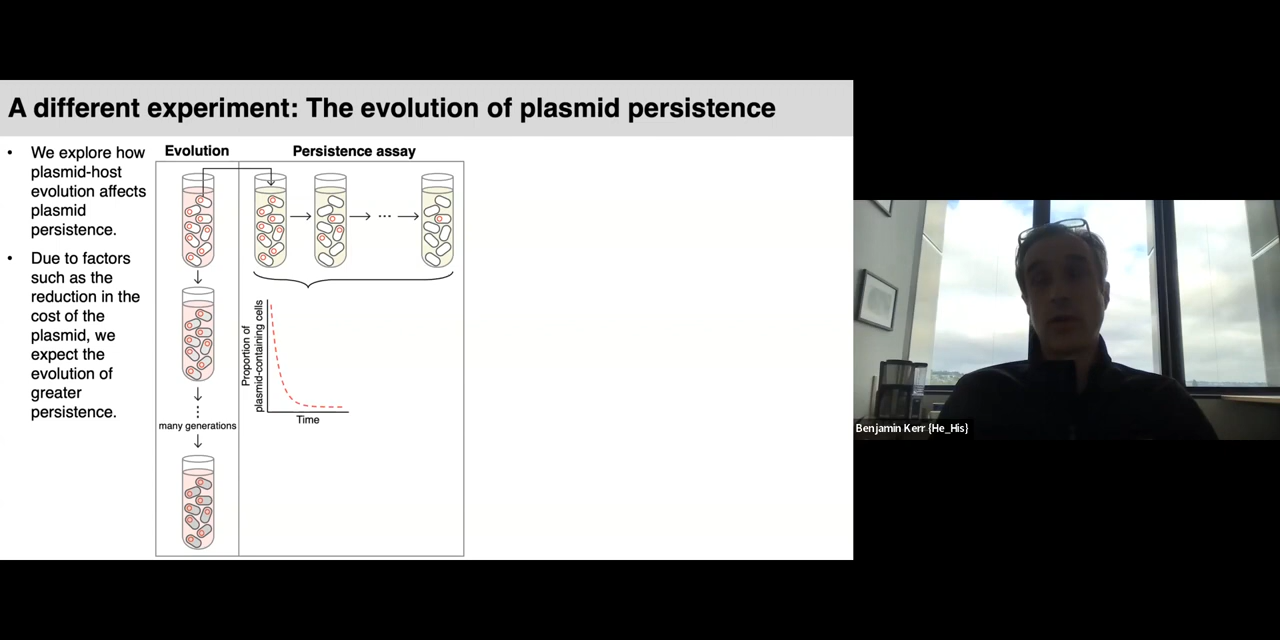 A different experiment: The evolution of plasmid persistence
• We explore how
plasmid-host
evolution affects
plasmid
persistence.
• Due to factors
such as the
reduction in the
cost of the
plasmid, we
expect the
evolution of
greater
persistence.
Evolution
many generations
Persistence assay
...
Proportion of
plasmid-containing cells
Time
Benjamin Kerr (He_His)